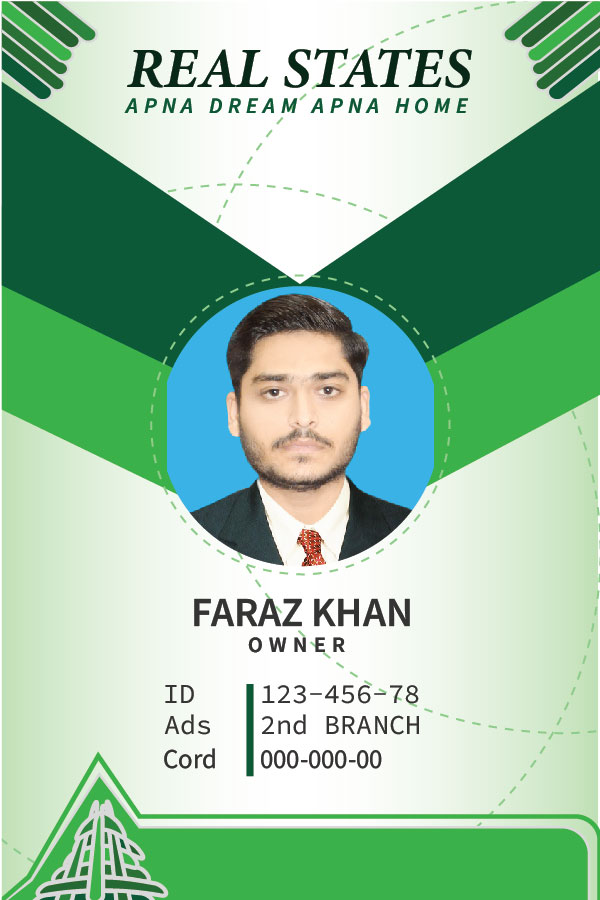 REAL STATES
APNA DREAM APNA HOME
FARAZ KHAN
OWNER
ID 123-456-78
Ads 2nd BRANCH
Cord 000-000-00